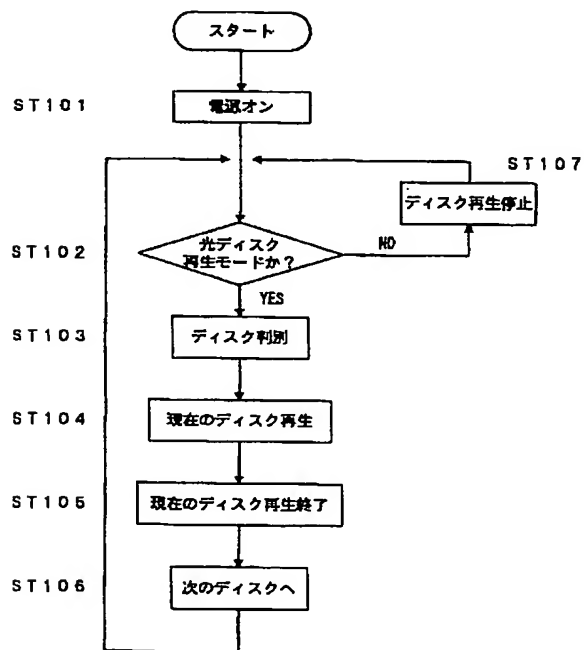 スタート
ST101
電源オン
ST107
ディスク再生停止
ST102
光ディスク
再生モードか?
NO
YES
ST103
ディスク判別
ST104
現在のディスク再生
ST105
現在のディスク再生終了
ST106
次のディスクへ